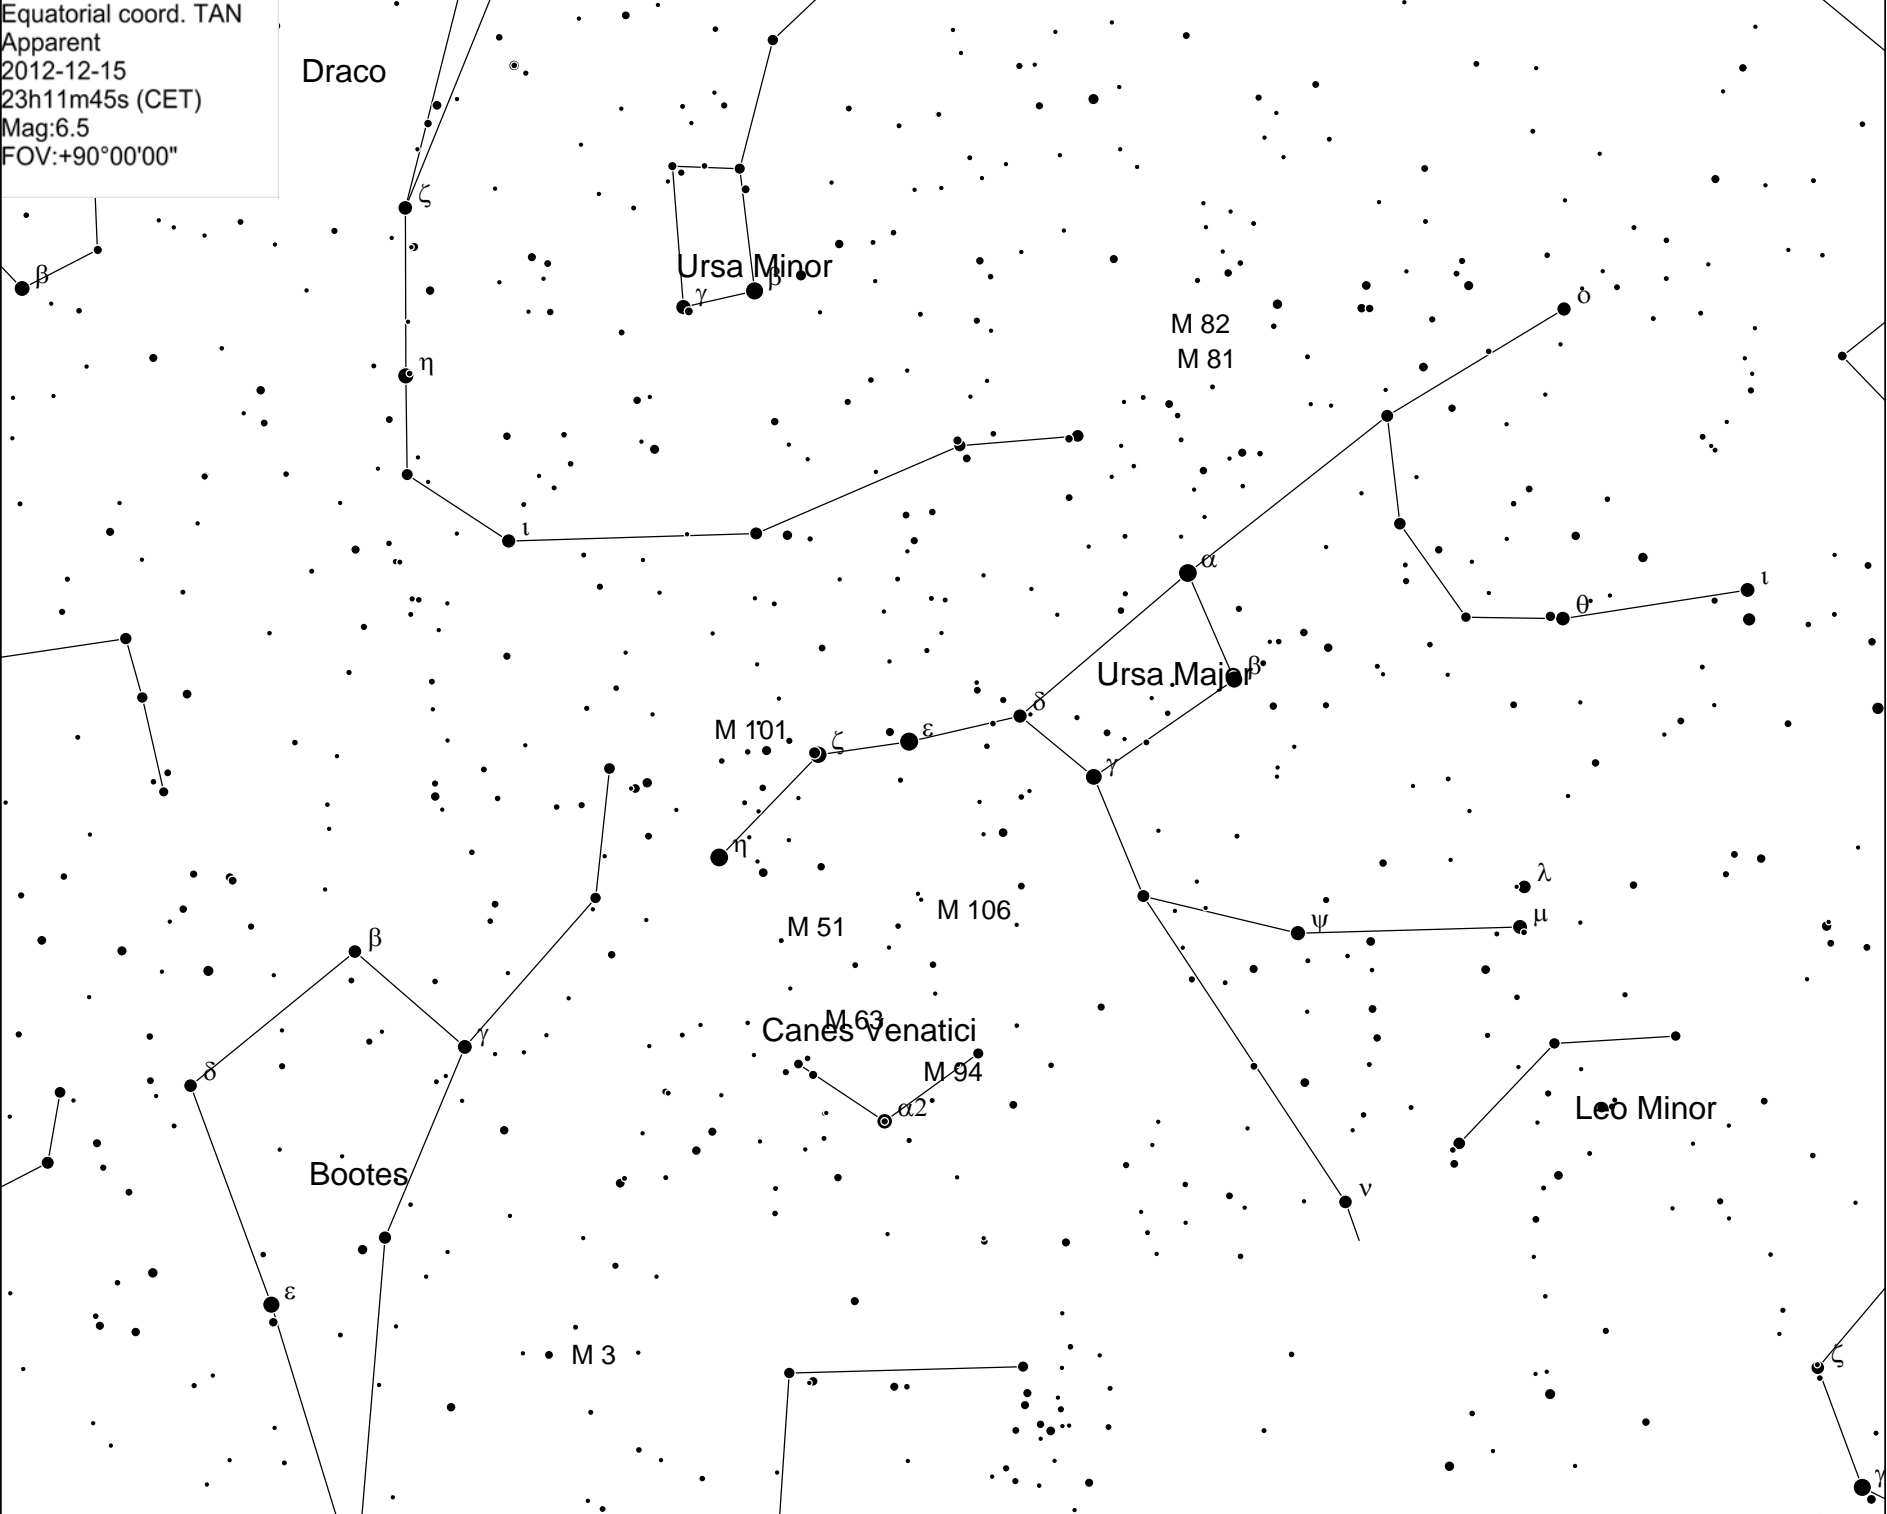 Equatorial coord. TAN
Apparent
2012-12-15
23h11m45s (CET)
Mag:6.5
FOV:+90°00'00"
Draco
ζ
β
Ursa Minor
β
γ
ο
M 82
M 81
η
ι
α
ι
θ
Ursa Major
β
δ
M 101
ζ
ε
γ
η
λ
M 106
μ
M 51
ψ
β
M 63
Canes Venatici
γ
δ
M 94
α2
Leo Minor
Bootes
ν
ε
M 3
ζ
γ